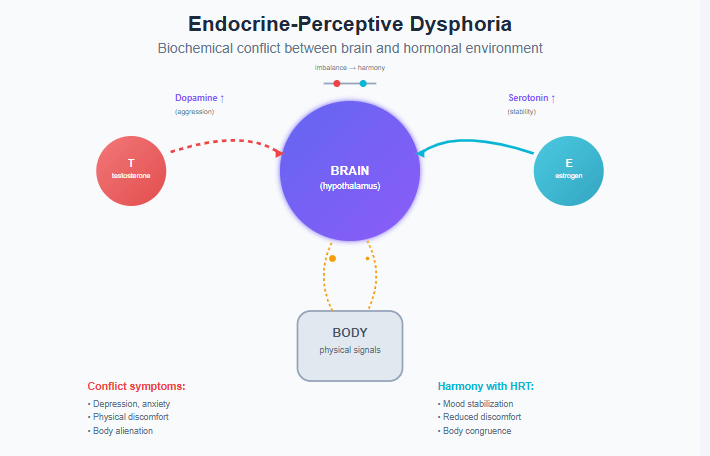 Endocrine-Perceptive Dysphoria
Biochemical conflict between brain and hormonal environment
imbalance → harmony
Dopamine ↑
(aggression)
Serotonin ↑
(stability)
T
testosterone
BRAIN
(hypothalamus)
E
estrogen
BODY
physical signals
Conflict symptoms:
• Depression, anxiety
• Physical discomfort
• Body alienation
Harmony with HRT:
• Mood stabilization
• Reduced discomfort
• Body congruence